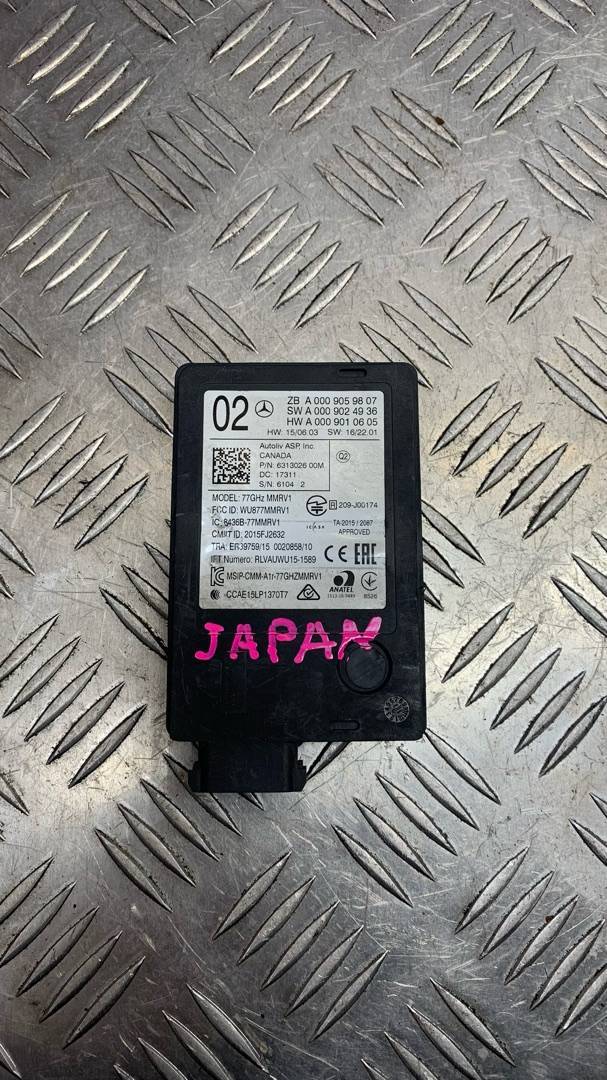 02
ZB A 000 905 98 07
SW A 000 902 49 36
HW A 000 901 06 05
HW: 15/06.03 SW: 16/22.01
Autoliv ASP, Inc.
CANADA
P/N: 6313026 00M
DC: 17311
S/N: 6104 2
Q2
MODEL: 77GHz MMRV1
FCC ID: WU877MMRV1
IC: 8436B-77MMRV1
CMIIT ID: 2015FJ2632
TRA: ER39759/15 0020858/10
IFT Numero: RLVAUWU15-1589
MSIP-CMM-A1r-77GHZMMRV1
CCAE15LP1370T7
R 209-J00174
ICASA
TA-2015 / 2087
APPROVED
CE EAC
ANATEL
JAPAN